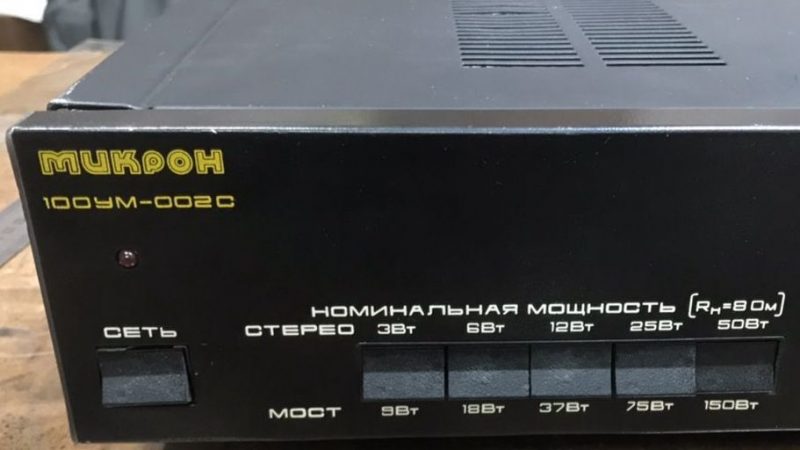 МИКРОН
100УМ-002С
НОМИНАЛЬНАЯ МОЩНОСТЬ (Rн=8 Ом)
СЕТЬ
СТЕРЕО 3Вт 6Вт 12Вт 25Вт 50Вт
МОСТ 9Вт 18Вт 37Вт 75Вт 150Вт